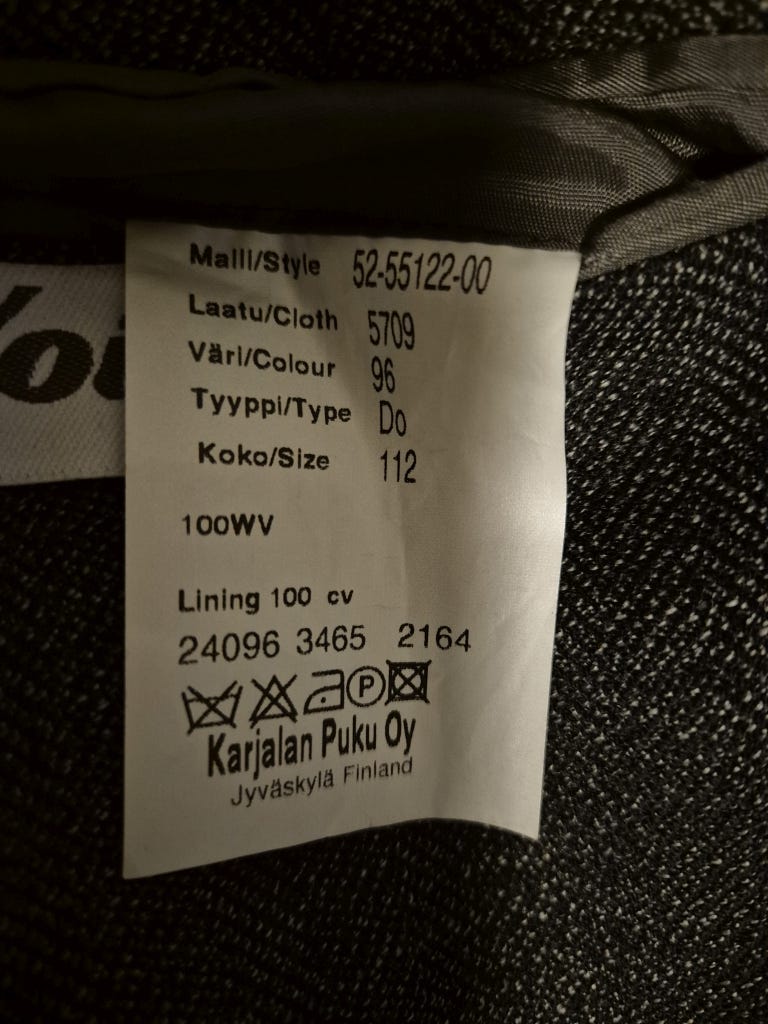 Malli/Style 52-55122-00
Laatu/Cloth 5709
Väri/Colour 96
Tyyppi/Type Do
Koko/Size 112
100WV
Lining 100 cv
24096 3465 2164
P
Karjalan Puku Oy
Jyväskylä Finland